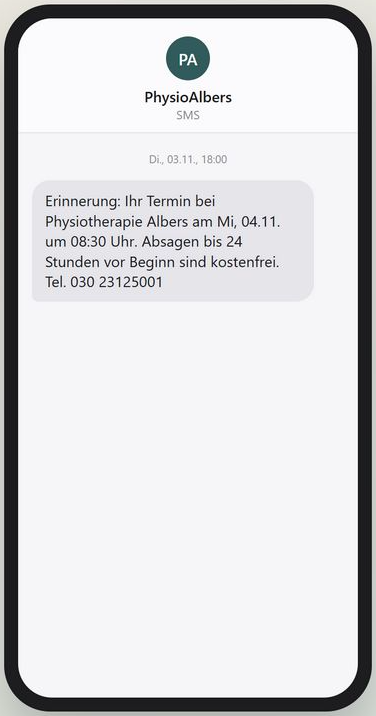 PA
PhysioAlbers
SMS
Di., 03.11., 18:00
Erinnerung: Ihr Termin bei
Physiotherapie Albers am Mi, 04.11.
um 08:30 Uhr. Absagen bis 24
Stunden vor Beginn sind kostenfrei.
Tel. 030 23125001